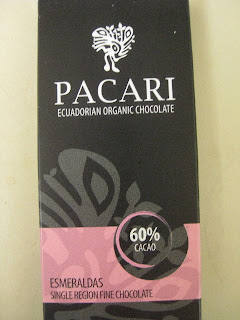 PACARI
ECUADORIAN ORGANIC CHOCOLATE
60%
CACAO
ESMERALDAS
SINGLE REGION FINE CHOCOLATE